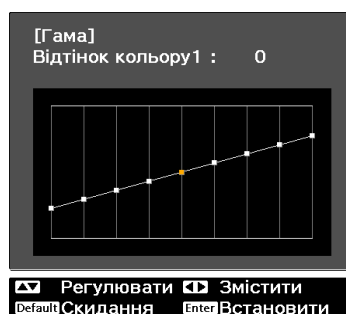 [Гама]
Відтінок кольору1 : 0
Регулювати Змістити
Default Скидання Enter Встановити